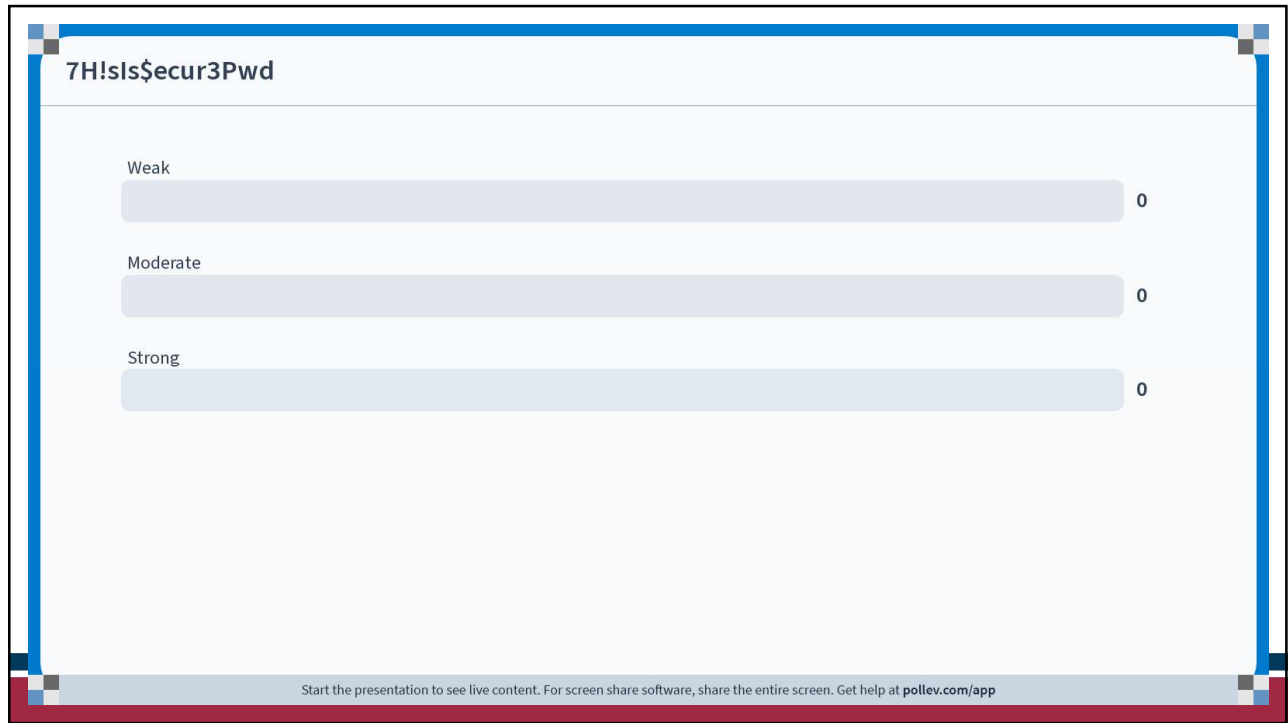 7H!sIs$ecur3Pwd
Weak
0
Moderate
0
Strong
0
Start the presentation to see live content. For screen share software, share the entire screen. Get help at pollev.com/app